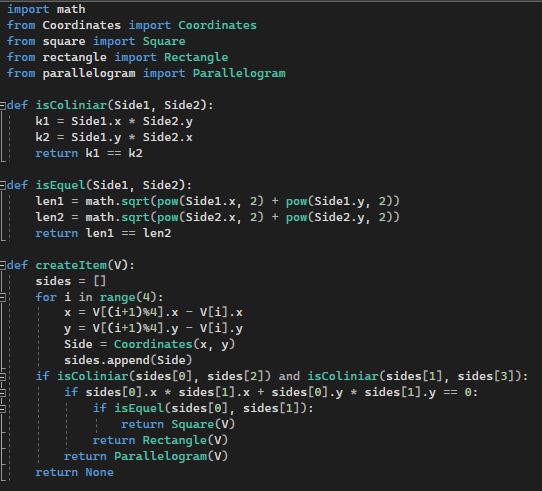 import math
from Coordinates import Coordinates
from square import Square
from rectangle import Rectangle
from parallelogram import Parallelogram

def isColiniar(Side1, Side2):
    k1 = Side1.x * Side2.y
    k2 = Side1.y * Side2.x
    return k1 == k2

def isEquel(Side1, Side2):
    len1 = math.sqrt(pow(Side1.x, 2) + pow(Side1.y, 2))
    len2 = math.sqrt(pow(Side2.x, 2) + pow(Side2.y, 2))
    return len1 == len2

def createItem(V):
    sides = []
    for i in range(4):
        x = V[(i+1)%4].x - V[i].x
        y = V[(i+1)%4].y - V[i].y
        Side = Coordinates(x, y)
        sides.append(Side)
    if isColiniar(sides[0], sides[2]) and isColiniar(sides[1], sides[3]):
        if sides[0].x * sides[1].x + sides[0].y * sides[1].y == 0:
            if isEquel(sides[0], sides[1]):
                return Square(V)
            return Rectangle(V)
        return Parallelogram(V)
    return None